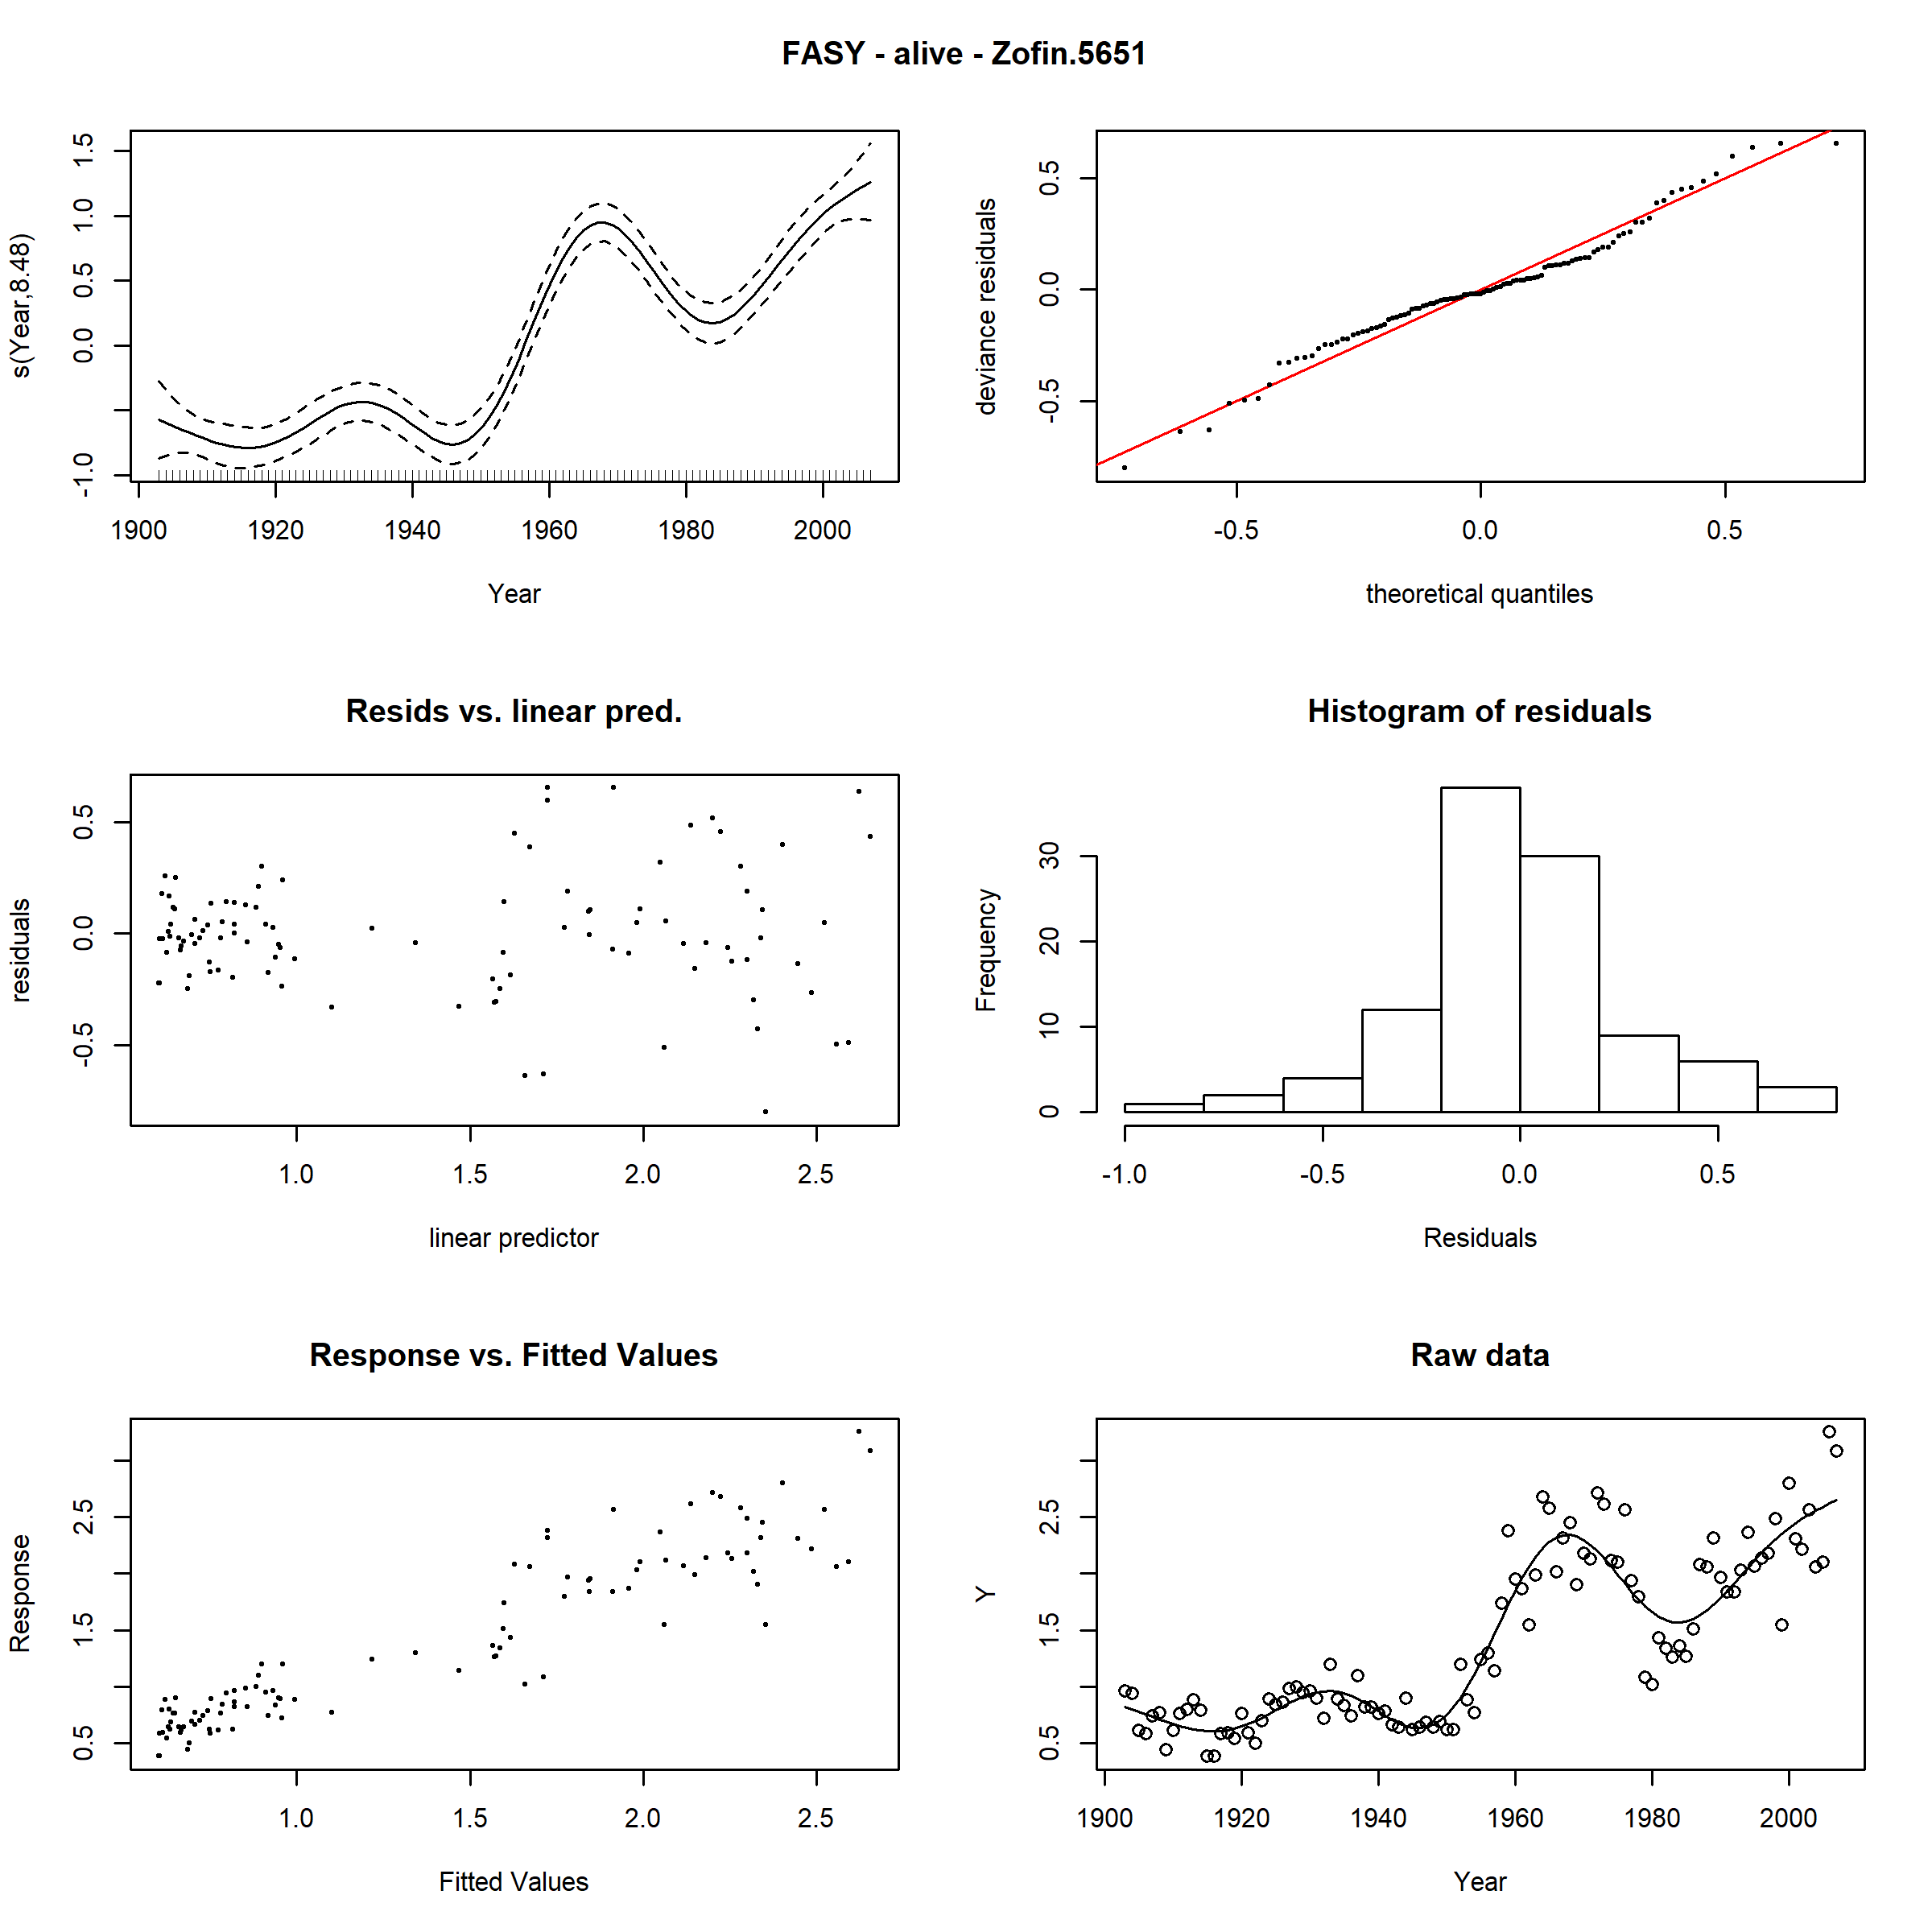 FASY - alive - Zofin.5651
s(Year,8.48)
-1.0 0.0 0.5 1.0 1.5
1900 1920 1940 1960 1980 2000
Year
deviance residuals
-0.5 0.0 0.5
-0.5 0.0 0.5
theoretical quantiles
Resids vs. linear pred.
residuals
-0.5 0.0 0.5
1.0 1.5 2.0 2.5
linear predictor
Histogram of residuals
Frequency
0 10 20 30
-1.0 -0.5 0.0 0.5
Residuals
Response vs. Fitted Values
Response
0.5 1.5 2.5
1.0 1.5 2.0 2.5
Fitted Values
Raw data
Y
0.5 1.5 2.5
1900 1920 1940 1960 1980 2000
Year